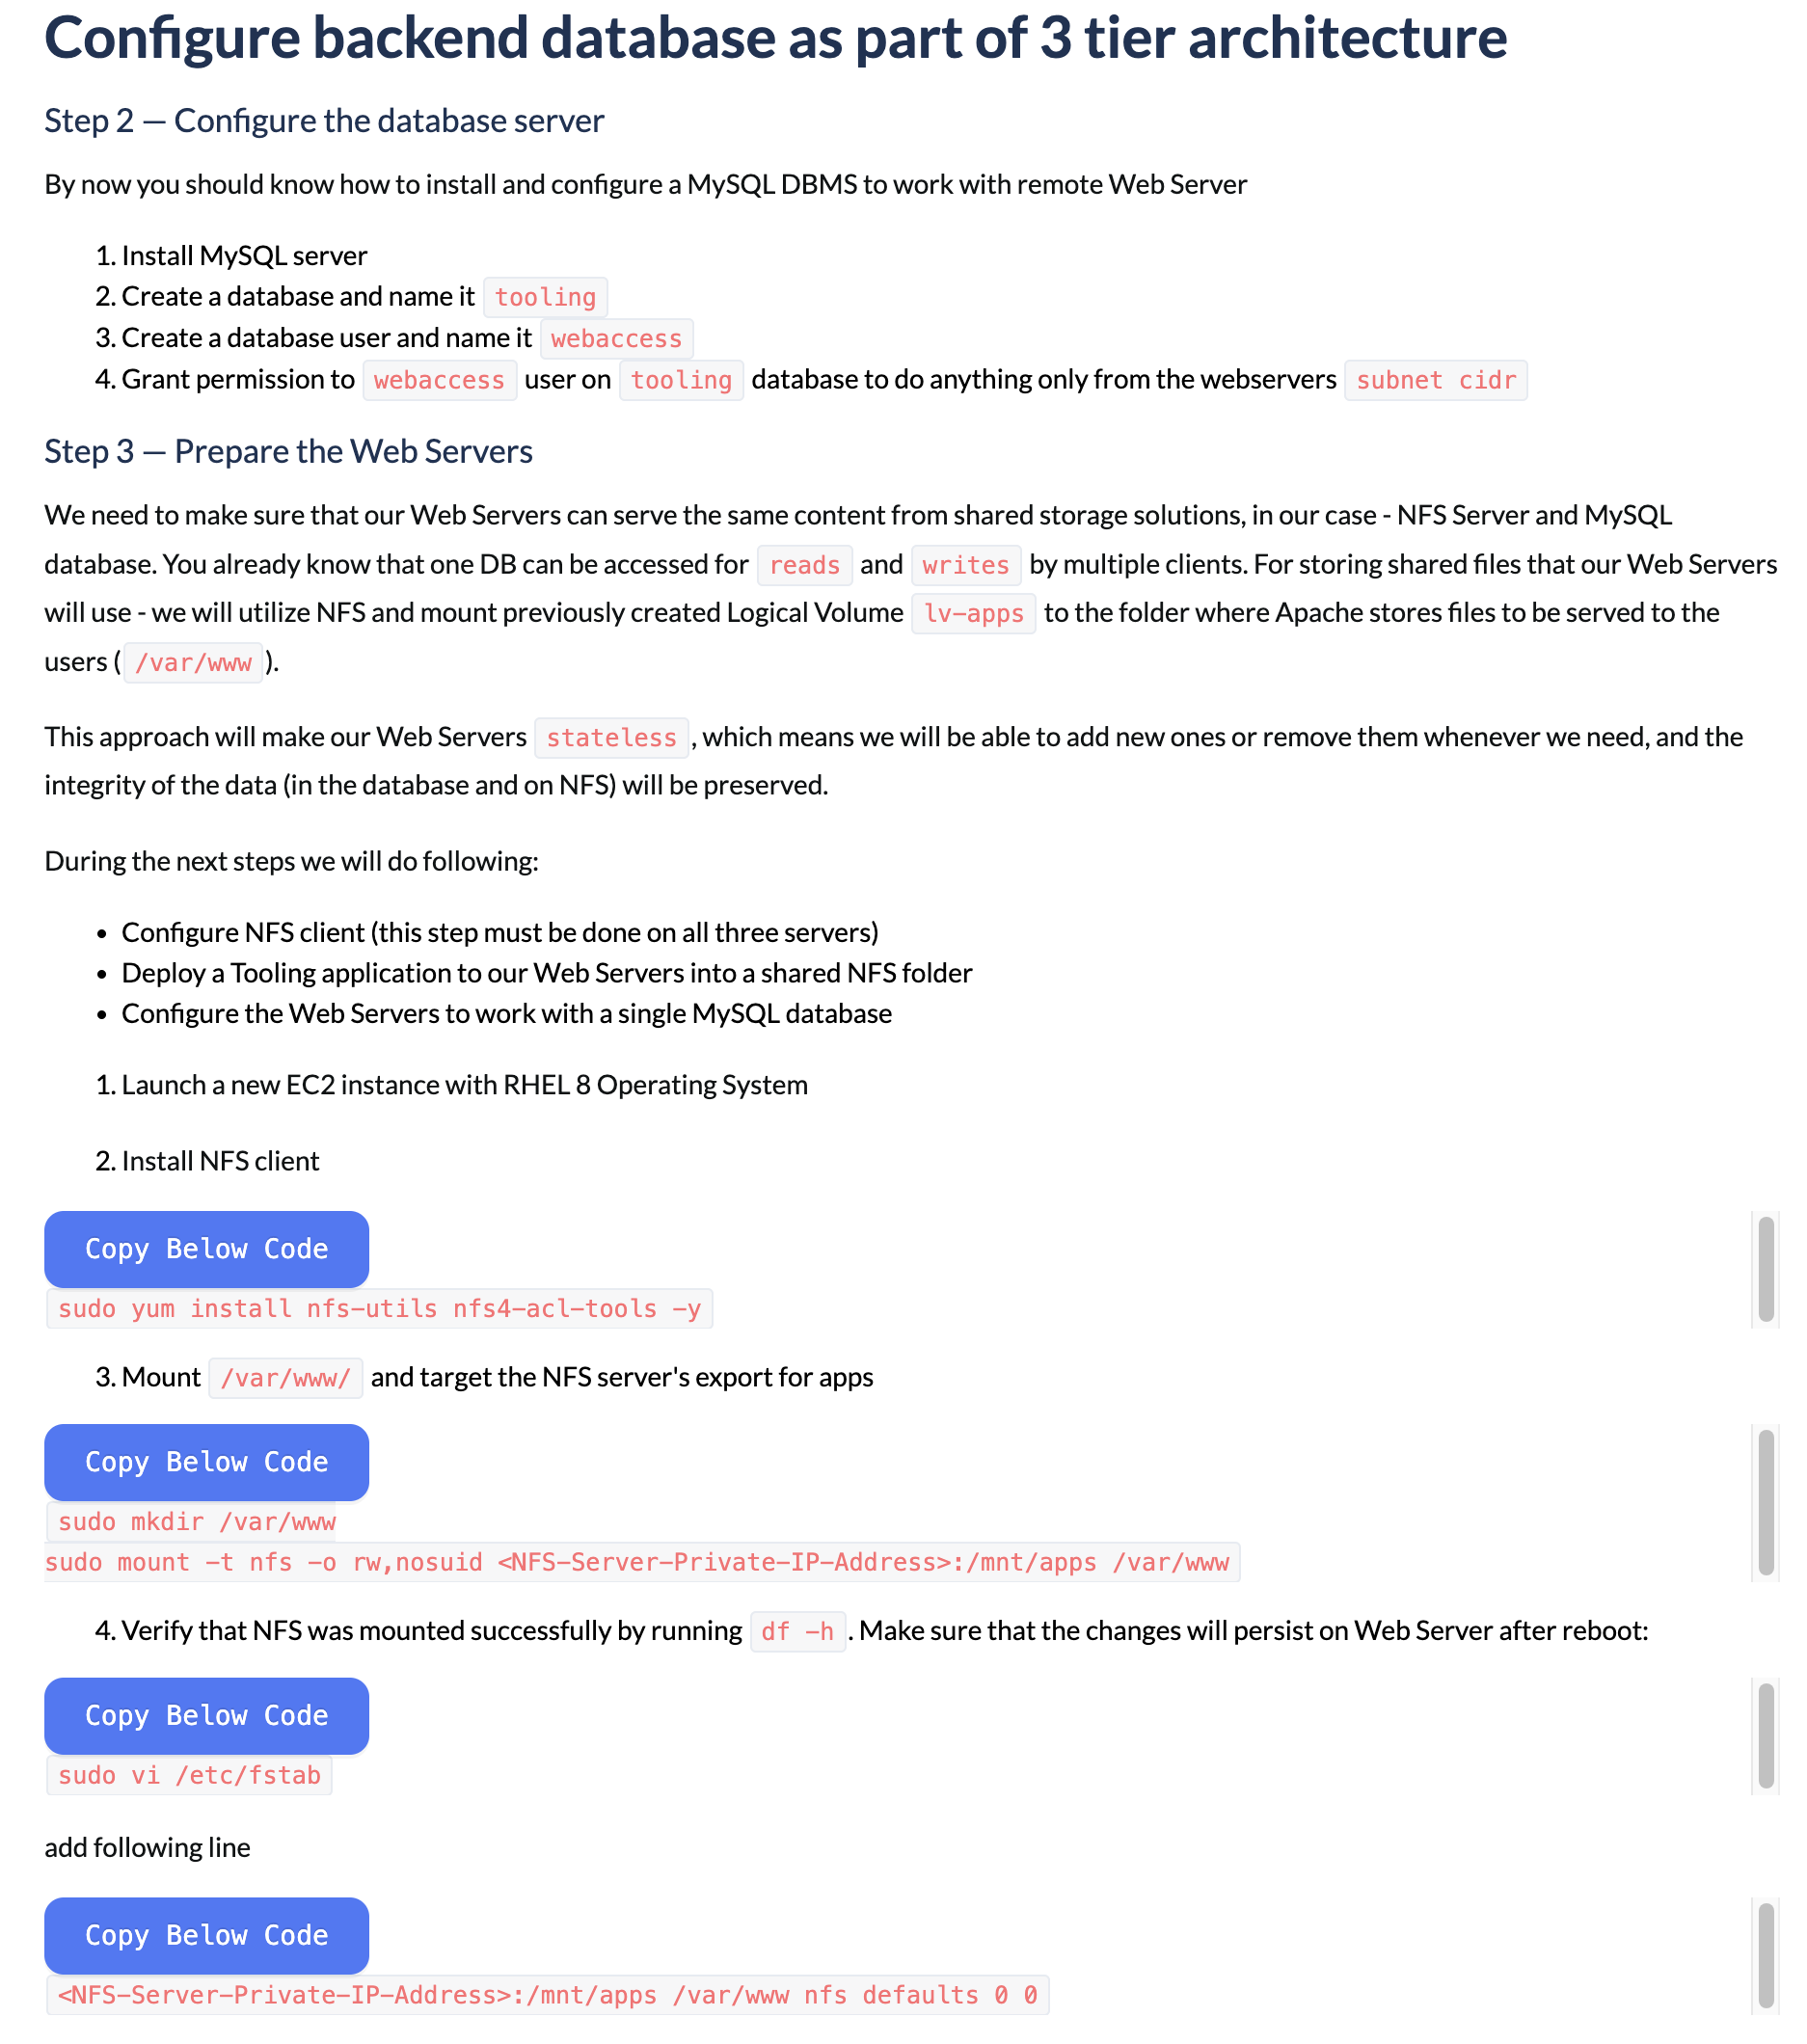 Configure backend database as part of 3 tier architecture
Step 2 — Configure the database server
By now you should know how to install and configure a MySQL DBMS to work with remote Web Server
1. Install MySQL server
2. Create a database and name it tooling
3. Create a database user and name it webaccess
4. Grant permission to webaccess user on tooling database to do anything only from the webservers subnet cidr
Step 3 — Prepare the Web Servers
We need to make sure that our Web Servers can serve the same content from shared storage solutions, in our case - NFS Server and MySQL
database. You already know that one DB can be accessed for reads and writes by multiple clients. For storing shared files that our Web Servers
will use - we will utilize NFS and mount previously created Logical Volume lv-apps to the folder where Apache stores files to be served to the
users ( /var/www ).
This approach will make our Web Servers stateless , which means we will be able to add new ones or remove them whenever we need, and the
integrity of the data (in the database and on NFS) will be preserved.
During the next steps we will do following:
• Configure NFS client (this step must be done on all three servers)
• Deploy a Tooling application to our Web Servers into a shared NFS folder
• Configure the Web Servers to work with a single MySQL database
1. Launch a new EC2 instance with RHEL 8 Operating System
2. Install NFS client
Copy Below Code
sudo yum install nfs-utils nfs4-acl-tools -y
3. Mount /var/www/ and target the NFS server's export for apps
Copy Below Code
sudo mkdir /var/www
sudo mount -t nfs -o rw,nosuid <NFS-Server-Private-IP-Address>:/mnt/apps /var/www
4. Verify that NFS was mounted successfully by running df -h . Make sure that the changes will persist on Web Server after reboot:
Copy Below Code
sudo vi /etc/fstab
add following line
Copy Below Code
<NFS-Server-Private-IP-Address>:/mnt/apps /var/www nfs defaults 0 0